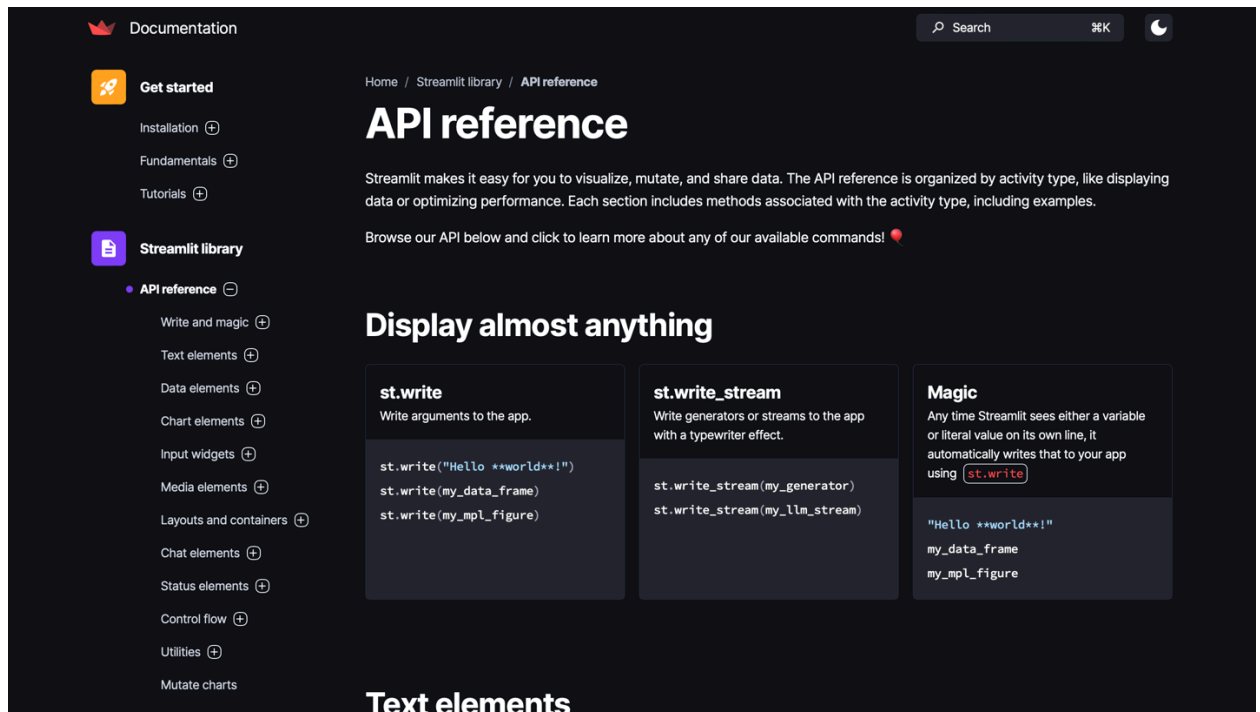 Documentation
Search
⌘K
Get started
Installation
Fundamentals
Tutorials
Streamlit library
API reference
Write and magic
Text elements
Data elements
Chart elements
Input widgets
Media elements
Layouts and containers
Chat elements
Status elements
Control flow
Utilities
Mutate charts
Home / Streamlit library / API reference
API reference
Streamlit makes it easy for you to visualize, mutate, and share data. The API reference is organized by activity type, like displaying
data or optimizing performance. Each section includes methods associated with the activity type, including examples.
Browse our API below and click to learn more about any of our available commands! 🎈
Display almost anything
st.write
Write arguments to the app.
st.write("Hello **world**!")
st.write(my_data_frame)
st.write(my_mpl_figure)
st.write_stream
Write generators or streams to the app
with a typewriter effect.
st.write_stream(my_generator)
st.write_stream(my_llm_stream)
Magic
Any time Streamlit sees either a variable
or literal value on its own line, it
automatically writes that to your app
using st.write
"Hello **world**!"
my_data_frame
my_mpl_figure
Text elements